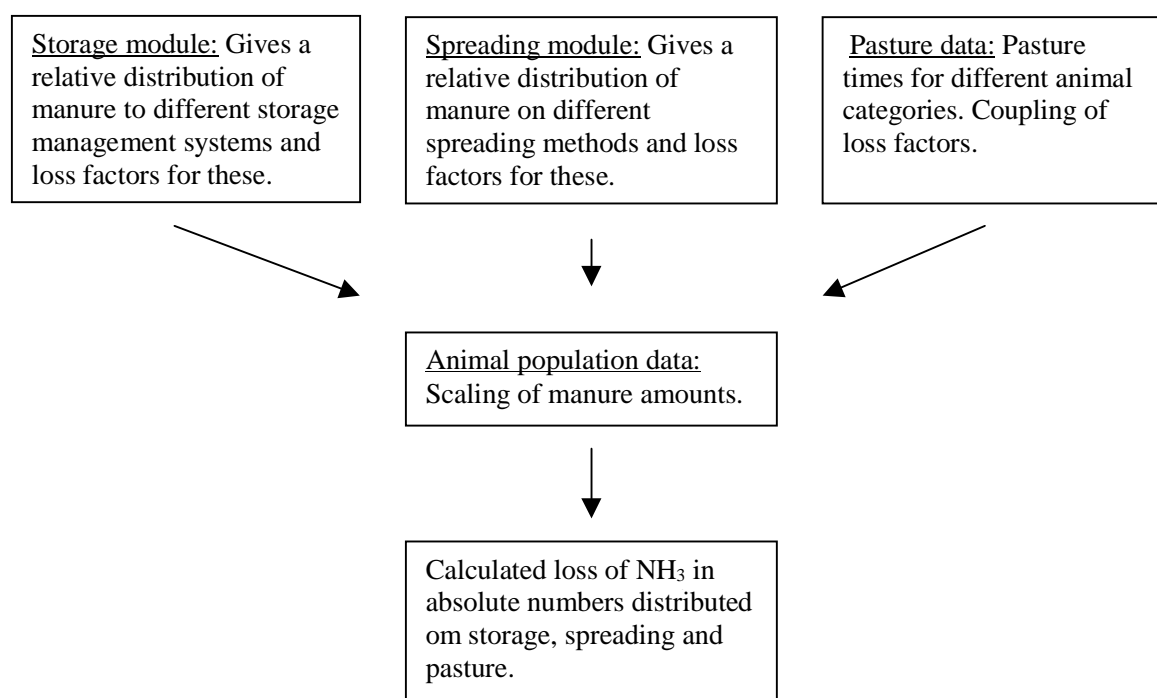 Storage module: Gives a
relative distribution of
manure to different storage
management systems and
loss factors for these.
Spreading module: Gives a
relative distribution of
manure on different
spreading methods and loss
factors for these.
Pasture data: Pasture
times for different animal
categories. Coupling of
loss factors.
Animal population data:
Scaling of manure amounts.
Calculated loss of NH₃ in
absolute numbers distributed
om storage, spreading and
pasture.